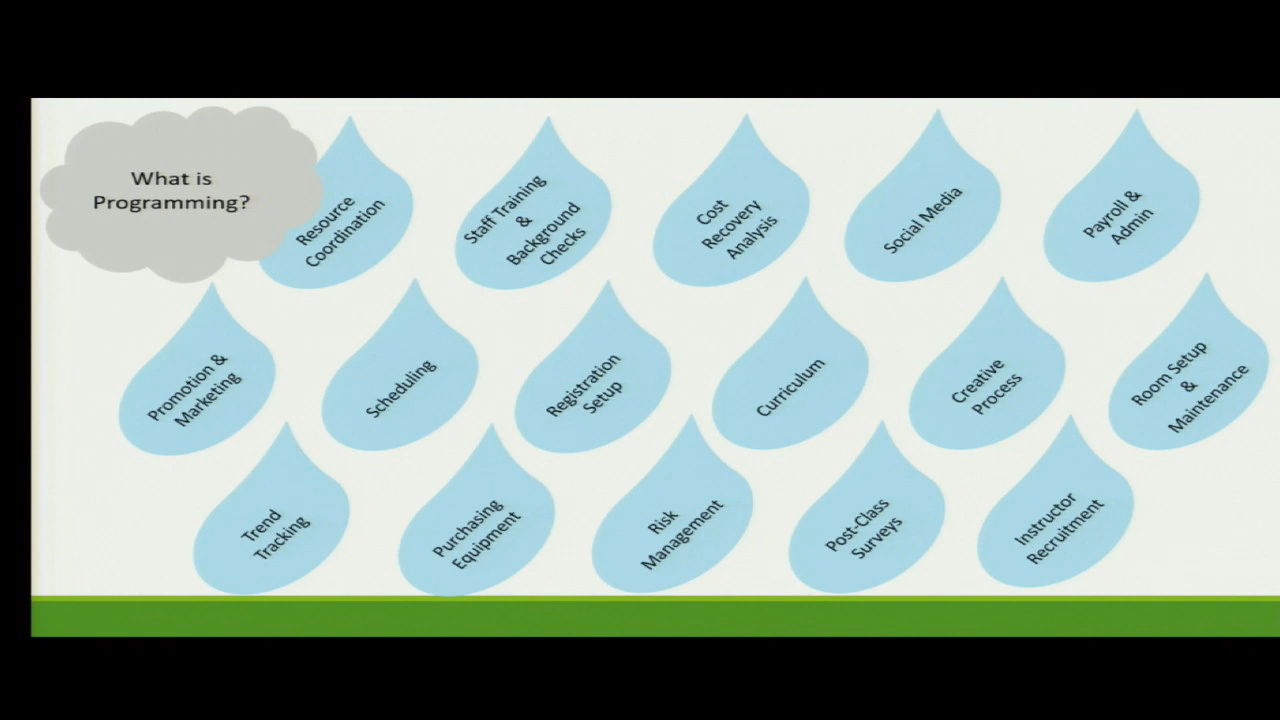 What is
Programming?
Resource
Coordination
Staff Training
&
Background
Checks
Cost
Recovery
Analysis
Social Media
Payroll &
Admin
Promotion &
Marketing
Scheduling
Registration
Setup
Curriculum
Creative
Process
Room Setup
&
Maintenance
Trend
Tracking
Purchasing
Equipment
Risk
Management
Post-Class
Surveys
Instructor
Recruitment